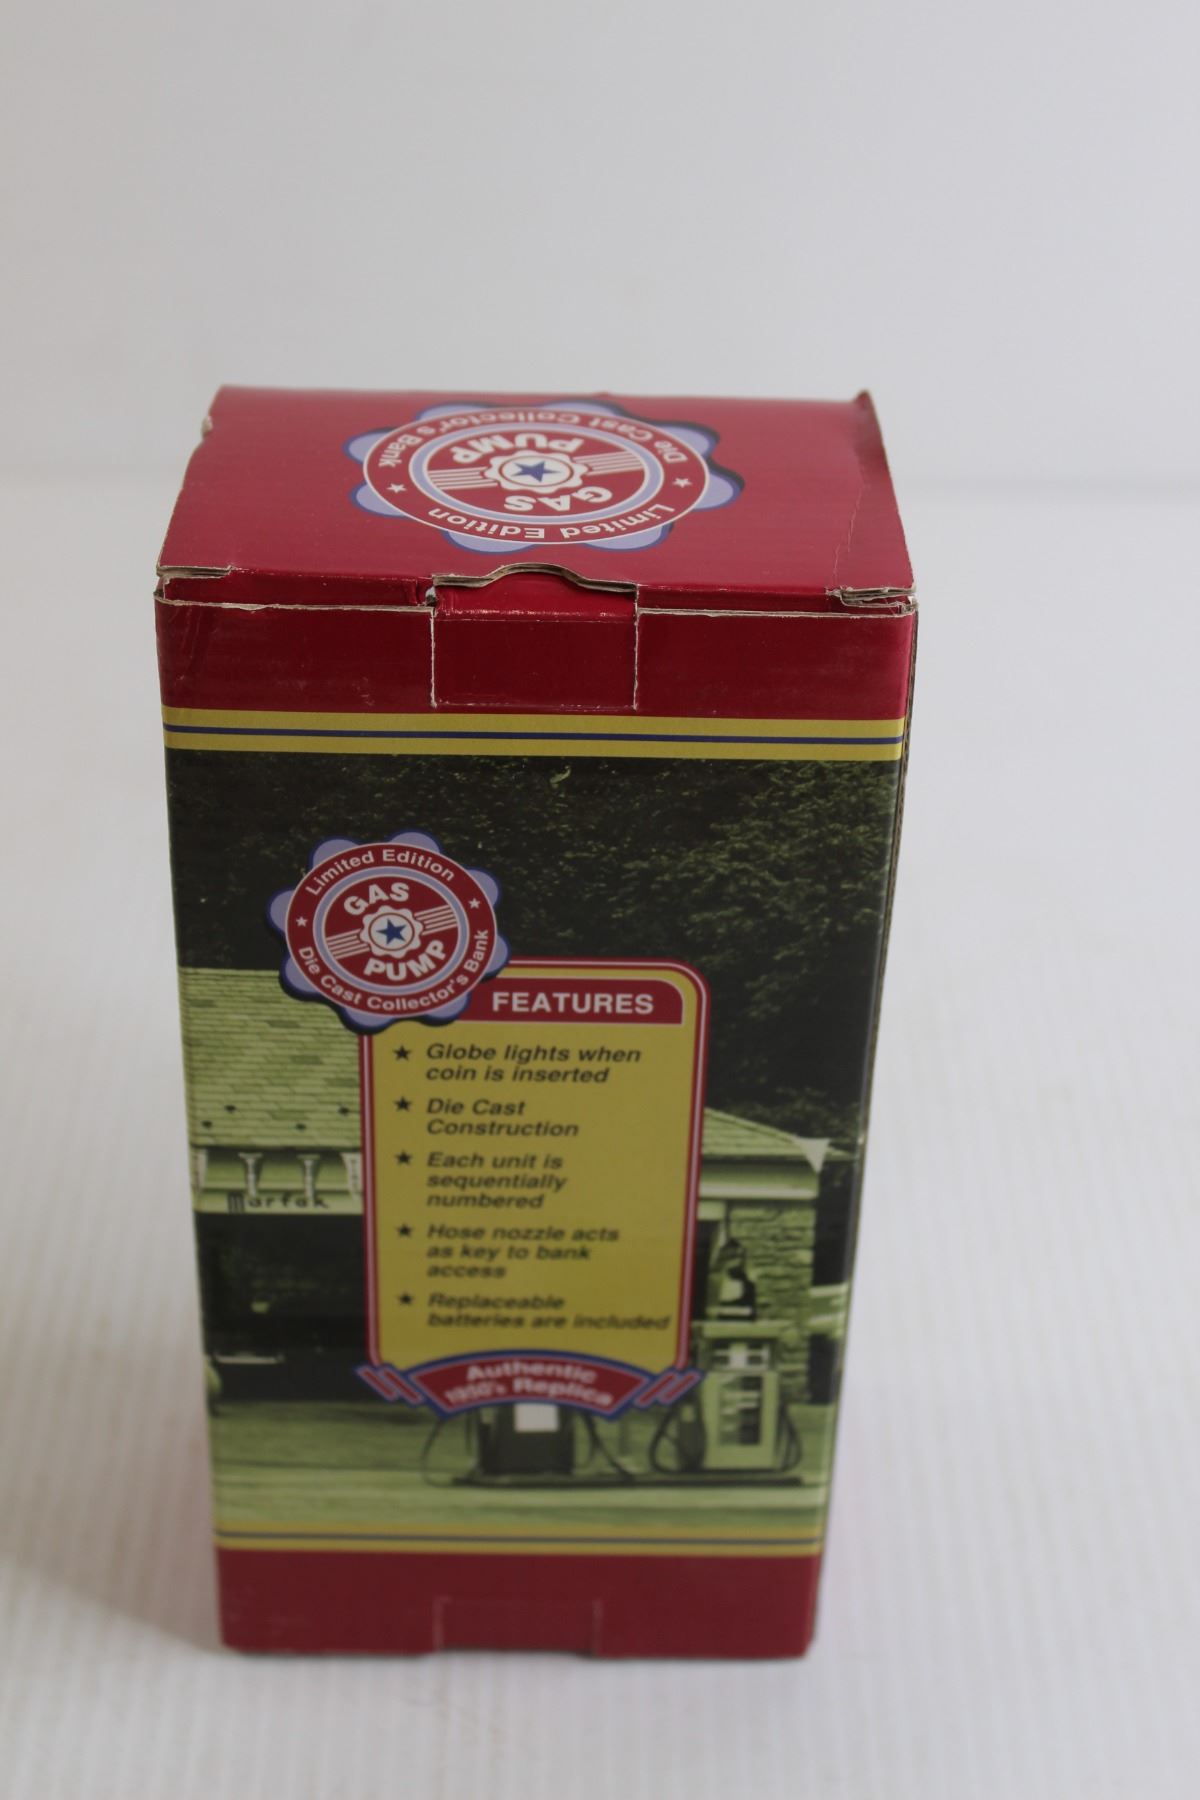 Limited Edition
GAS
PUMP
Die Cast Collector's Bank
Limited Edition
GAS
PUMP
Die Cast Collector's Bank
FEATURES
Globe lights when
coin is inserted
Die Cast
Construction
Each unit is
sequentially
numbered
Hose nozzle acts
as key to bank
access
Replaceable
batteries are included
Marfak
Authentic
1950's Replica